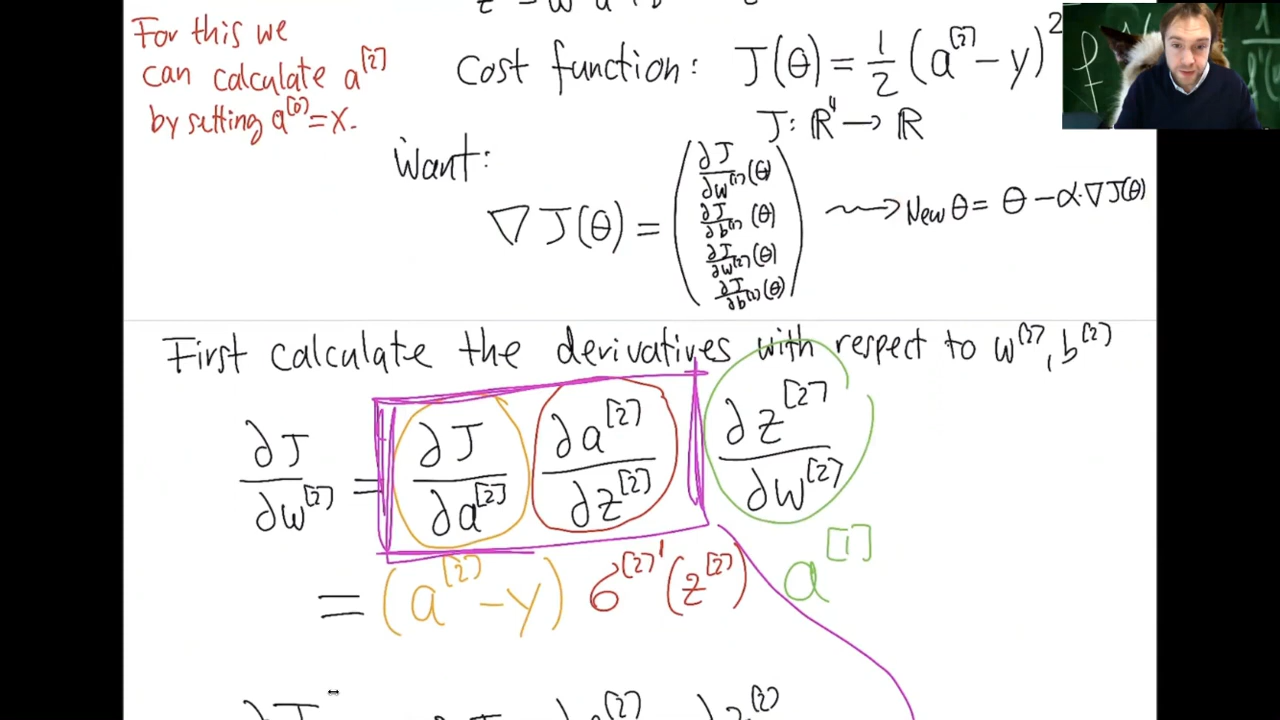 For this we
can calculate a^[2]
by setting a^[0]=x.
Cost function: J(θ) = 1/2 (a^[2] - y)^2
J: ℝ^4 → ℝ
Want:
∇J(θ) = ( ∂J/∂w^[1] (θ)
∂J/∂b^[1] (θ)
∂J/∂w^[2] (θ)
∂J/∂b^[2] (θ) ) ⇝ New θ = θ - α·∇J(θ)
First calculate the derivatives with respect to w^[2], b^[2]
∂J/∂w^[2] = ∂J/∂a^[2] ∂a^[2]/∂z^[2] ∂z^[2]/∂w^[2]
= (a^[2] - y) σ^[2]' (z^[2]) a^[1]